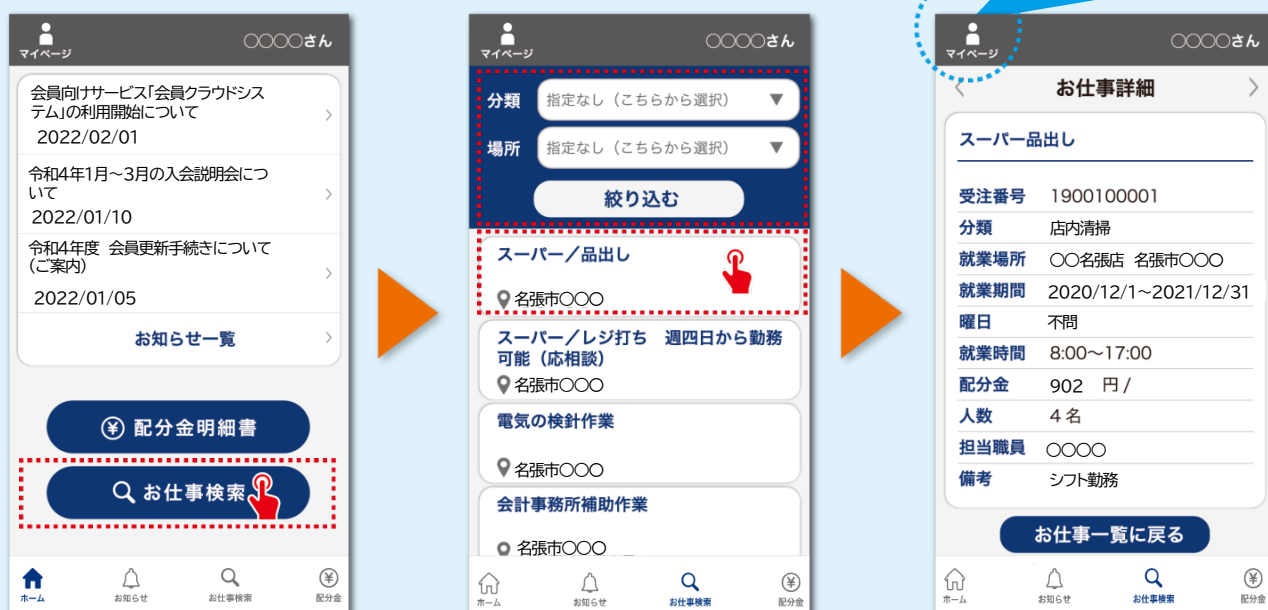 マイページ
○○○○さん
会員向けサービス「会員クラウドシス
テム」の利用開始について
2022/02/01
令和4年1月～3月の入会説明会につ
いて
2022/01/10
令和4年度 会員更新手続きについて
(ご案内)
2022/01/05
お知らせ一覧
配分金明細書
お仕事検索
ホーム
お知らせ
お仕事検索
配分金
マイページ
○○○○さん
分類 指定なし（こちらから選択） ▼
場所 指定なし（こちらから選択） ▼
絞り込む
スーパー／品出し
名張市○○○
スーパー／レジ打ち 週四日から勤務
可能（応相談）
名張市○○○
電気の検針作業
名張市○○○
会計事務所補助作業
名張市○○○
ホーム
お知らせ
お仕事検索
配分金
マイページ
○○○○さん
お仕事詳細
スーパー品出し
受注番号 1900100001
分類 店内清掃
就業場所 ○○名張店 名張市○○○
就業期間 2020/12/1~2021/12/31
曜日 不問
就業時間 8:00～17:00
配分金 902 円 /
人数 4 名
担当職員 ○○○○
備考 シフト勤務
お仕事一覧に戻る
ホーム
お知らせ
お仕事検索
配分金